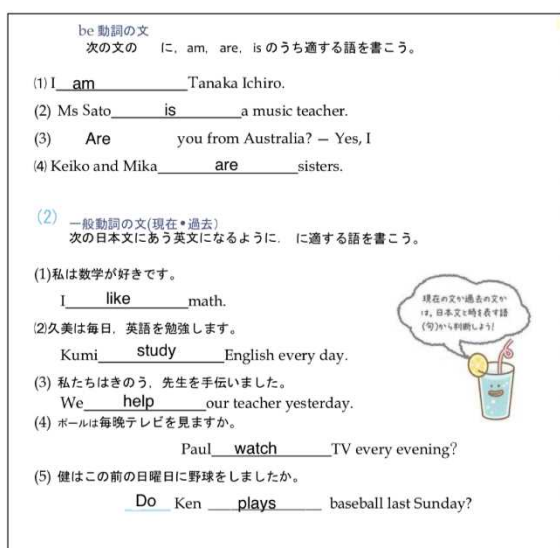 be 動詞の文
次の文の に，am，are，is のうち適する語を書こう。
(1) I am Tanaka Ichiro.
(2) Ms Sato is a music teacher.
(3) Are you from Australia? — Yes, I
(4) Keiko and Mika are sisters.
(2) 一般動詞の文(現在・過去)
次の日本文にあう英文になるように. に適する語を書こう。
(1)私は数学が好きです。
I like math.
(2)久美は毎日，英語を勉強します。
Kumi study English every day.
(3) 私たちはきのう，先生を手伝いました。
We help our teacher yesterday.
(4) ポールは毎晩テレビを見ますか。
Paul watch TV every evening?
(5) 健はこの前の日曜日に野球をしましたか。
Do Ken plays baseball last Sunday?
現在の文か過去の文か
は，日本文と時を表す語
(句)から判断しよう!